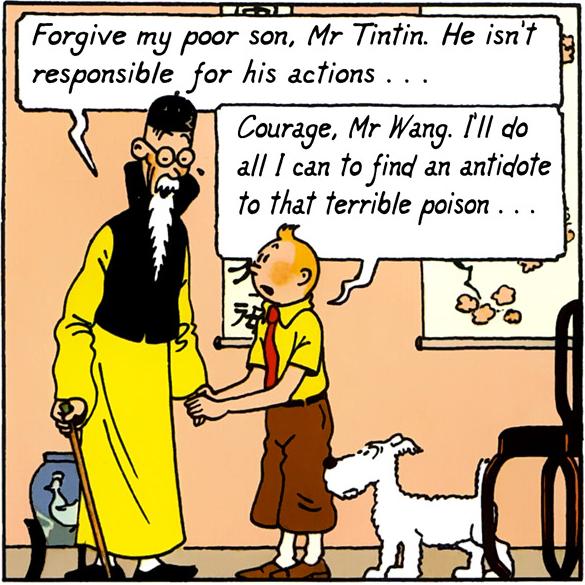 Forgive my poor son, Mr Tintin. He isn't
responsible for his actions . . .
Courage, Mr Wang. I'll do
all I can to find an antidote
to that terrible poison . . .